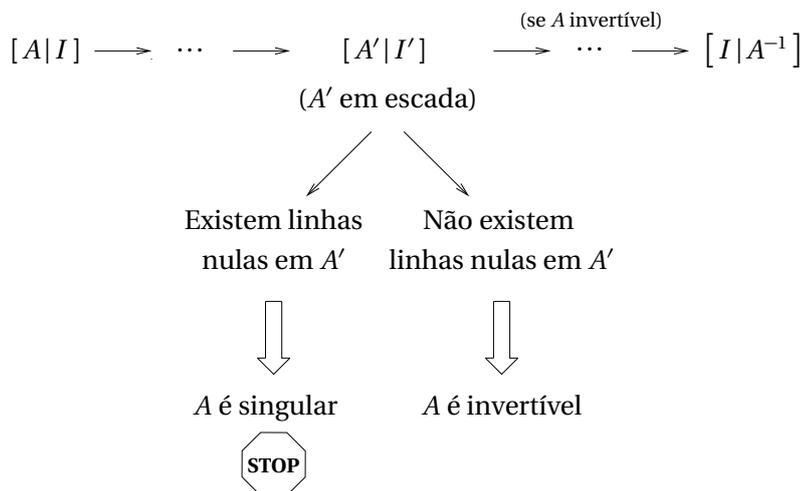 (se A invertível)
[A|I] ⟶ ⋯ ⟶ [A′|I′] ⟶ ⋯ ⟶ [I|A⁻¹]
(A′ em escada)
Existem linhas
nulas em A′
Não existem
linhas nulas em A′
A é singular
A é invertível
STOP